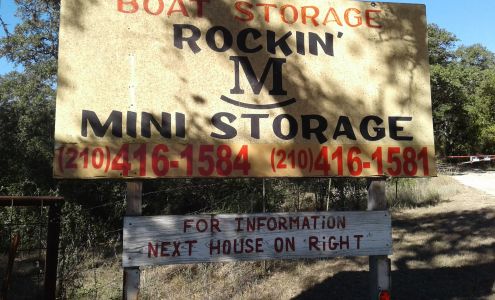 BOAT STORAGE
ROCKIN'
M
MINI STORAGE
(210)416-1584 (210)416-1581
FOR INFORMATION
NEXT HOUSE ON RiGHT